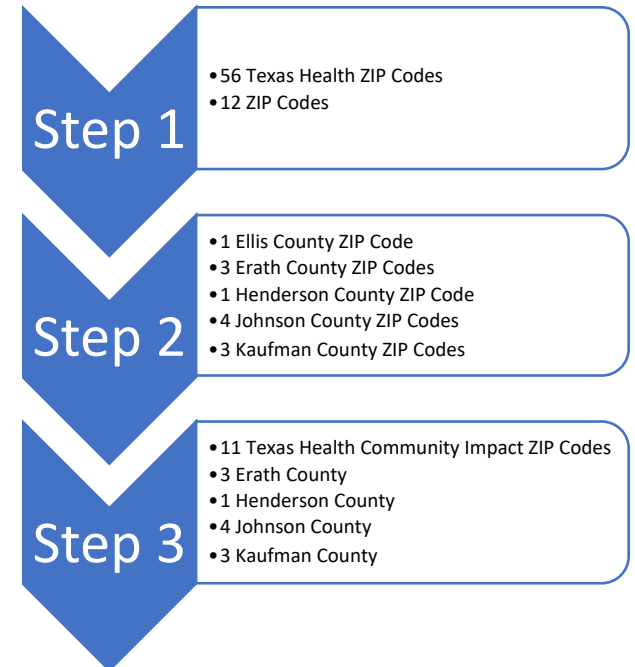 Step 1
•56 Texas Health ZIP Codes
•12 ZIP Codes
Step 2
•1 Ellis County ZIP Code
•3 Erath County ZIP Codes
•1 Henderson County ZIP Code
•4 Johnson County ZIP Codes
•3 Kaufman County ZIP Codes
Step 3
•11 Texas Health Community Impact ZIP Codes
•3 Erath County
•1 Henderson County
•4 Johnson County
•3 Kaufman County